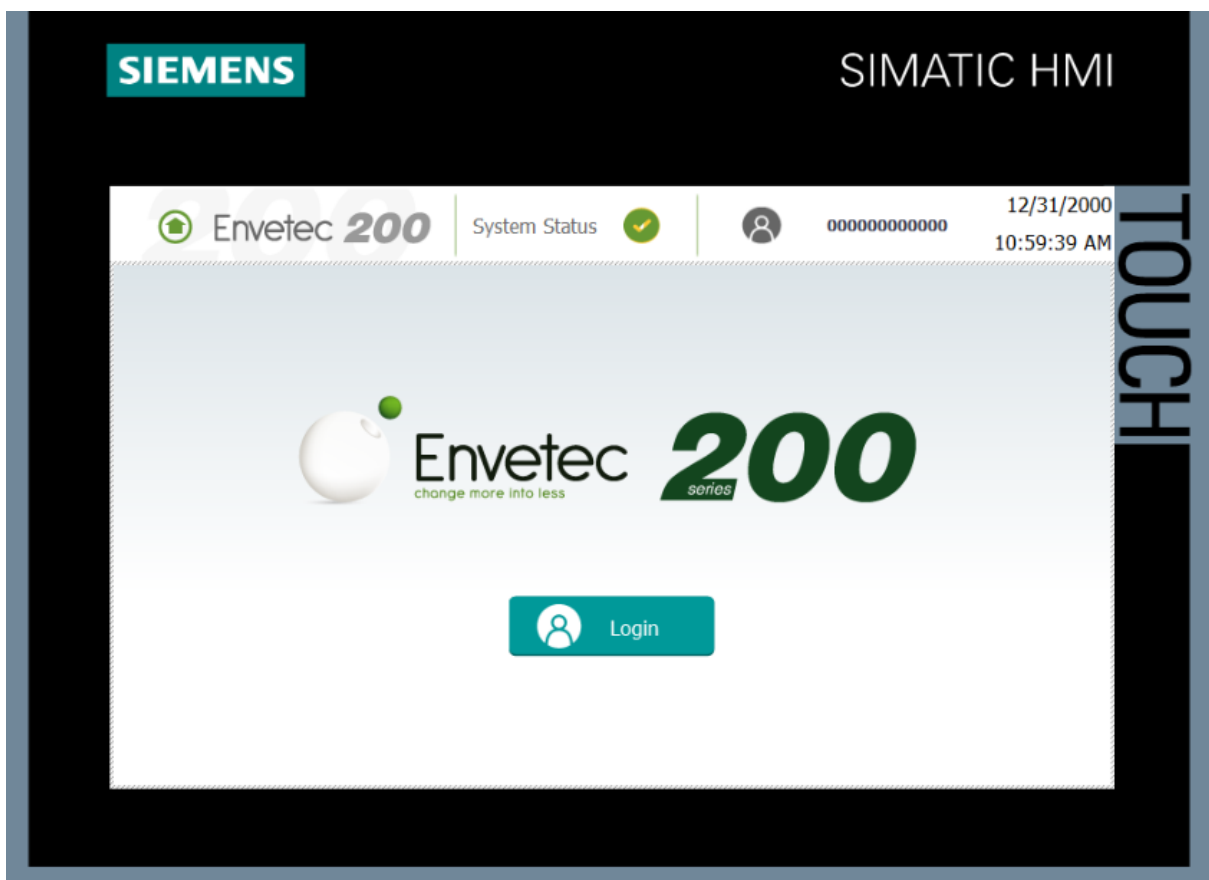 SIEMENS
SIMATIC HMI
TOUCH
200
Envetec 200
System Status
000000000000
12/31/2000
10:59:39 AM
Envetec 200
change more into less
series
Login